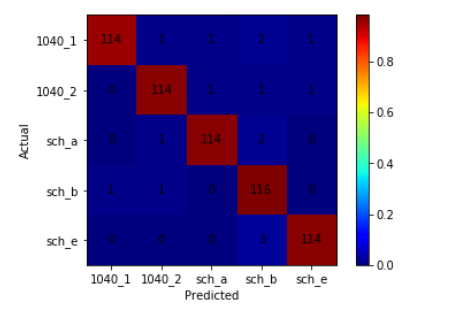 1040_1 114 1 1 2 1
0.8
1040_2 0 114 1 1 1
0.6
Actual
sch_a 0 1 114 2 0
0.4
sch_b 1 1 0 116 0
0.2
sch_e 0 0 0 3 114
0.0
1040_1 1040_2 sch_a sch_b sch_e
Predicted